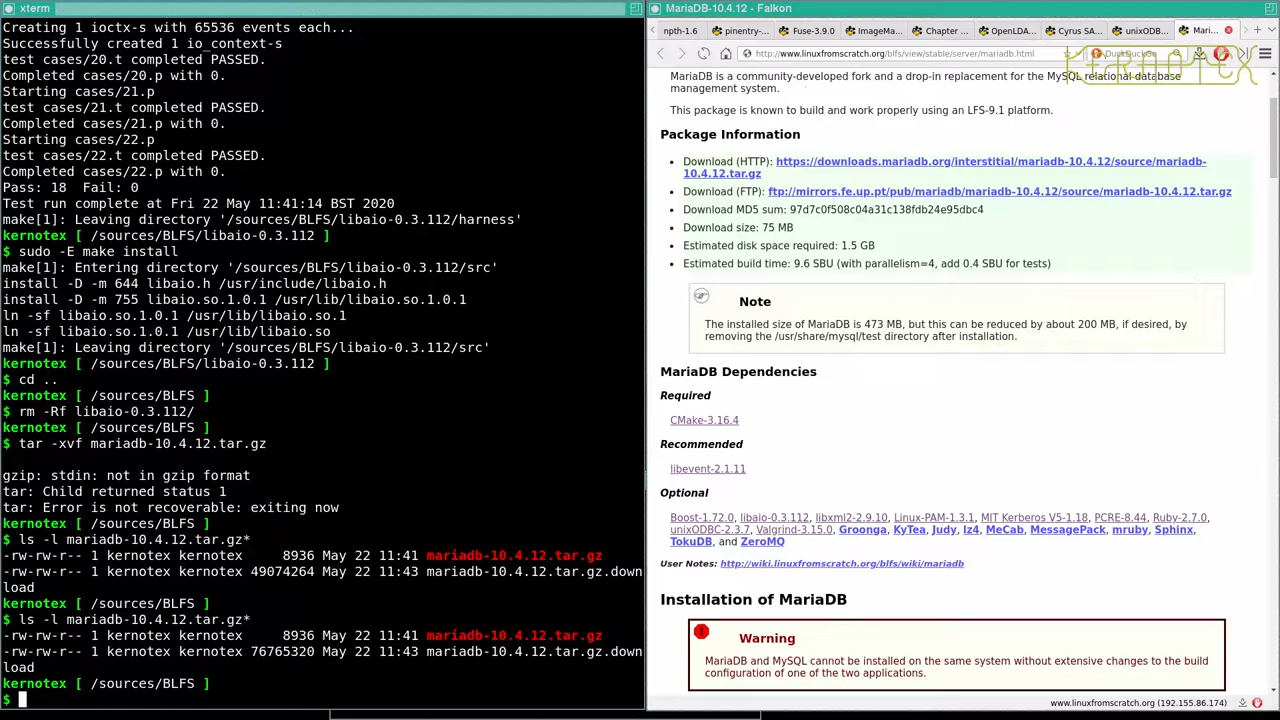 xterm
Creating 1 ioctx-s with 65536 events each...
Successfully created 1 io_context-s
test cases/20.t completed PASSED.
Completed cases/20.p with 0.
Starting cases/21.p
test cases/21.t completed PASSED.
Completed cases/21.p with 0.
Starting cases/22.p
test cases/22.t completed PASSED.
Completed cases/22.p with 0.
Pass: 18  Fail: 0
Test run complete at Fri 22 May 11:41:14 BST 2020
make[1]: Leaving directory '/sources/BLFS/libaio-0.3.112/harness'
kernotex [ /sources/BLFS/libaio-0.3.112 ]
$ sudo -E make install
make[1]: Entering directory '/sources/BLFS/libaio-0.3.112/src'
install -D -m 644 libaio.h /usr/include/libaio.h
install -D -m 755 libaio.so.1.0.1 /usr/lib/libaio.so.1.0.1
ln -sf libaio.so.1.0.1 /usr/lib/libaio.so.1
ln -sf libaio.so.1.0.1 /usr/lib/libaio.so
make[1]: Leaving directory '/sources/BLFS/libaio-0.3.112/src'
kernotex [ /sources/BLFS/libaio-0.3.112 ]
$ cd ..
kernotex [ /sources/BLFS ]
$ rm -Rf libaio-0.3.112/
kernotex [ /sources/BLFS ]
$ tar -xvf mariadb-10.4.12.tar.gz
gzip: stdin: not in gzip format
tar: Child returned status 1
tar: Error is not recoverable: exiting now
kernotex [ /sources/BLFS ]
$ ls -l mariadb-10.4.12.tar.gz*
-rw-rw-r-- 1 kernotex kernotex     8936 May 22 11:41 mariadb-10.4.12.tar.gz
-rw-rw-r-- 1 kernotex kernotex 49074264 May 22 11:43 mariadb-10.4.12.tar.gz.down
load
kernotex [ /sources/BLFS ]
$ ls -l mariadb-10.4.12.tar.gz*
-rw-rw-r-- 1 kernotex kernotex     8936 May 22 11:41 mariadb-10.4.12.tar.gz
-rw-rw-r-- 1 kernotex kernotex 76765320 May 22 11:43 mariadb-10.4.12.tar.gz.down
load
kernotex [ /sources/BLFS ]
$
MariaDB-10.4.12 - Falkon
npth-1.6 pinentry-... Fuse-3.9.0 ImageMa... Chapter ... OpenLDA... Cyrus SA... unixODB... Mari...
http://www.linuxfromscratch.org/blfs/view/stable/server/mariadb.html DuckDuckGo
KERNOTEX
MariaDB is a community-developed fork and a drop-in replacement for the MySQL relational database
management system.
This package is known to build and work properly using an LFS-9.1 platform.
Package Information
• Download (HTTP): https://downloads.mariadb.org/interstitial/mariadb-10.4.12/source/mariadb-
10.4.12.tar.gz
• Download (FTP): ftp://mirrors.fe.up.pt/pub/mariadb/mariadb-10.4.12/source/mariadb-10.4.12.tar.gz
• Download MD5 sum: 97d7c0f508c04a31c138fdb24e95dbc4
• Download size: 75 MB
• Estimated disk space required: 1.5 GB
• Estimated build time: 9.6 SBU (with parallelism=4, add 0.4 SBU for tests)
Note
The installed size of MariaDB is 473 MB, but this can be reduced by about 200 MB, if desired, by
removing the /usr/share/mysql/test directory after installation.
MariaDB Dependencies
Required
CMake-3.16.4
Recommended
libevent-2.1.11
Optional
Boost-1.72.0, libaio-0.3.112, libxml2-2.9.10, Linux-PAM-1.3.1, MIT Kerberos V5-1.18, PCRE-8.44, Ruby-2.7.0,
unixODBC-2.3.7, Valgrind-3.15.0, Groonga, KyTea, Judy, lz4, MeCab, MessagePack, mruby, Sphinx,
TokuDB, and ZeroMQ
User Notes: http://wiki.linuxfromscratch.org/blfs/wiki/mariadb
Installation of MariaDB
Warning
MariaDB and MySQL cannot be installed on the same system without extensive changes to the build
configuration of one of the two applications.
www.linuxfromscratch.org (192.155.86.174)